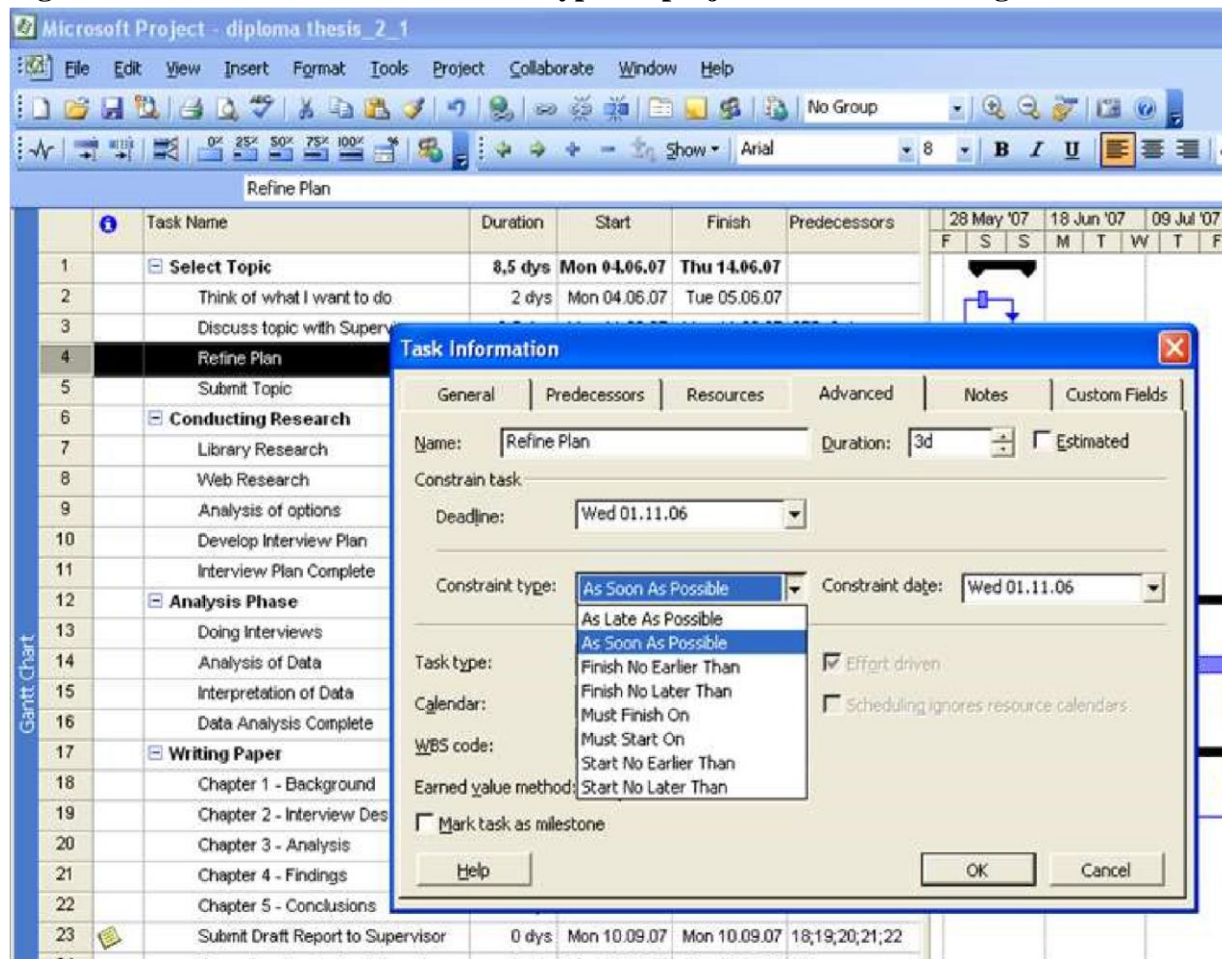 Microsoft Project - diploma thesis_2_1
File Edit View Insert Format Tools Project Collaborate Window Help
No Group
0% 25% 50% 75% 100% Show Arial 8 B I U
Refine Plan
Task Name Duration Start Finish Predecessors 28 May '07 18 Jun '07 09 Jul '07
F S S M T W T F
1 Select Topic 8,5 dys Mon 04.06.07 Thu 14.06.07
2 Think of what I want to do 2 dys Mon 04.06.07 Tue 05.06.07
3 Discuss topic with
4 Refine Plan
5 Submit Topic
6 Conducting Research
7 Library Research
8 Web Research
9 Analysis of options
10 Develop Interview Plan
11 Interview Plan Complete
12 Analysis Phase
13 Doing Interviews
14 Analysis of Data
15 Interpretation of Data
16 Data Analysis Complete
17 Writing Paper
18 Chapter 1 - Background
19 Chapter 2 - Interview Des
20 Chapter 3 - Analysis
21 Chapter 4 - Findings
22 Chapter 5 - Conclusions
23 Submit Draft Report to Supervisor 0 dys Mon 10.09.07 Mon 10.09.07 18;19;20;21;22
Gantt Chart
Task Information
General Predecessors Resources Advanced Notes Custom Fields
Name: Refine Plan Duration: 3d Estimated
Constrain task
Deadline: Wed 01.11.06
Constraint type: As Soon As Possible Constraint date: Wed 01.11.06
As Late As Possible
As Soon As Possible
Finish No Earlier Than
Finish No Later Than
Must Finish On
Must Start On
Start No Earlier Than
Start No Later Than
Task type: Effort driven
Calendar: Scheduling ignores resource calendars
WBS code:
Earned value method:
Mark task as milestone
Help OK Cancel